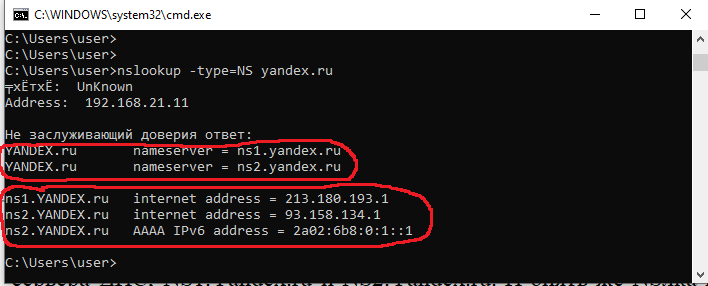 C:\WINDOWS\system32\cmd.exe
C:\Users\user>
C:\Users\user>
C:\Users\user>nslookup -type=NS yandex.ru
╤хЁтхЁ:  UnKnown
Address:  192.168.21.11
Не заслуживающий доверия ответ:
YANDEX.ru       nameserver = ns1.yandex.ru
YANDEX.ru       nameserver = ns2.yandex.ru
ns1.YANDEX.ru   internet address = 213.180.193.1
ns2.YANDEX.ru   internet address = 93.158.134.1
ns2.YANDEX.ru   AAAA IPv6 address = 2a02:6b8:0:1::1
C:\Users\user>